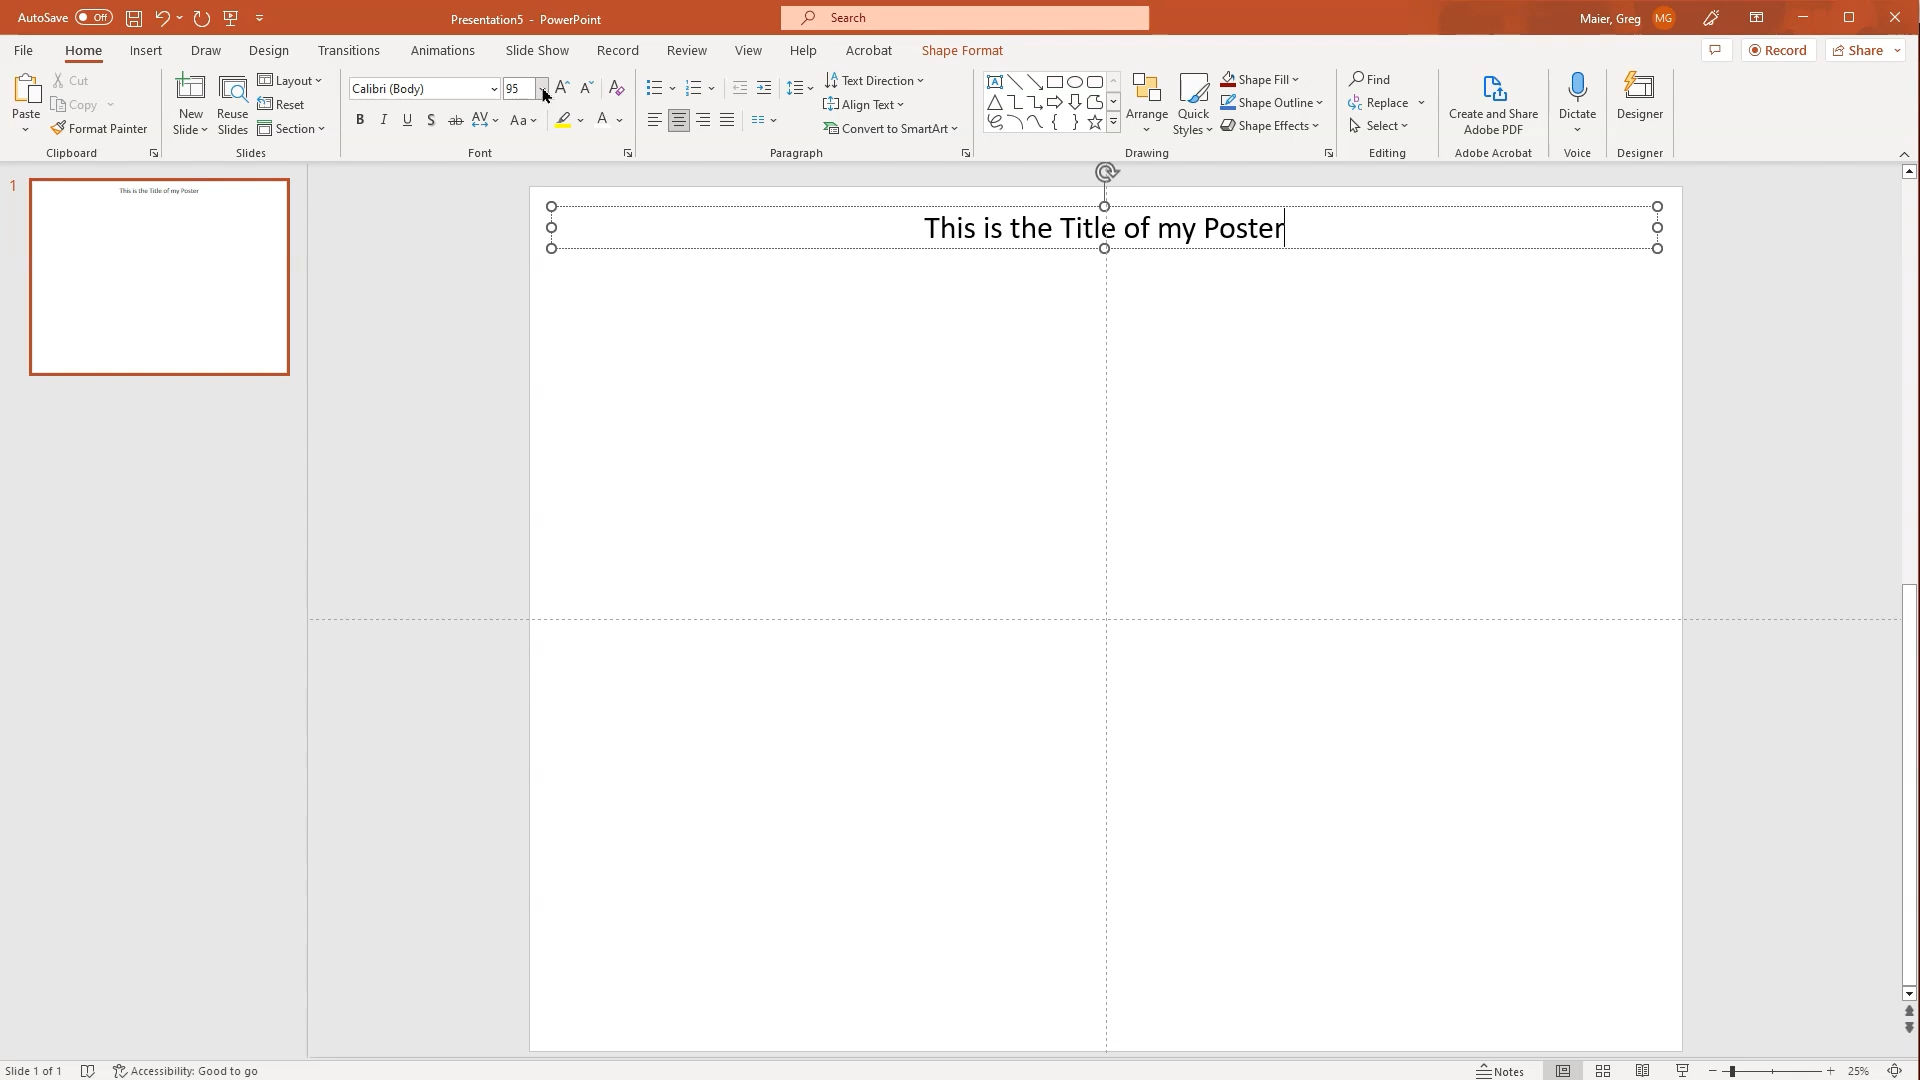 AutoSave Off Presentation5 - PowerPoint Search Maier, Greg MG
File Home Insert Draw Design Transitions Animations Slide Show Record Review View Help Acrobat Shape Format Record Share
Paste
Cut
Copy
Format Painter
Clipboard
New Slide
Reuse Slides
Layout
Reset
Section
Slides
Calibri (Body) 95
B I U S ab AV Aa A
Font
Text Direction
Align Text
Convert to SmartArt
Paragraph
Arrange
Quick Styles
Shape Fill
Shape Outline
Shape Effects
Drawing
Find
Replace
Select
Editing
Create and Share Adobe PDF
Adobe Acrobat
Dictate
Voice
Designer
Designer
1
This is the Title of my Poster
This is the Title of my Poster
Slide 1 of 1 Accessibility: Good to go Notes 25%